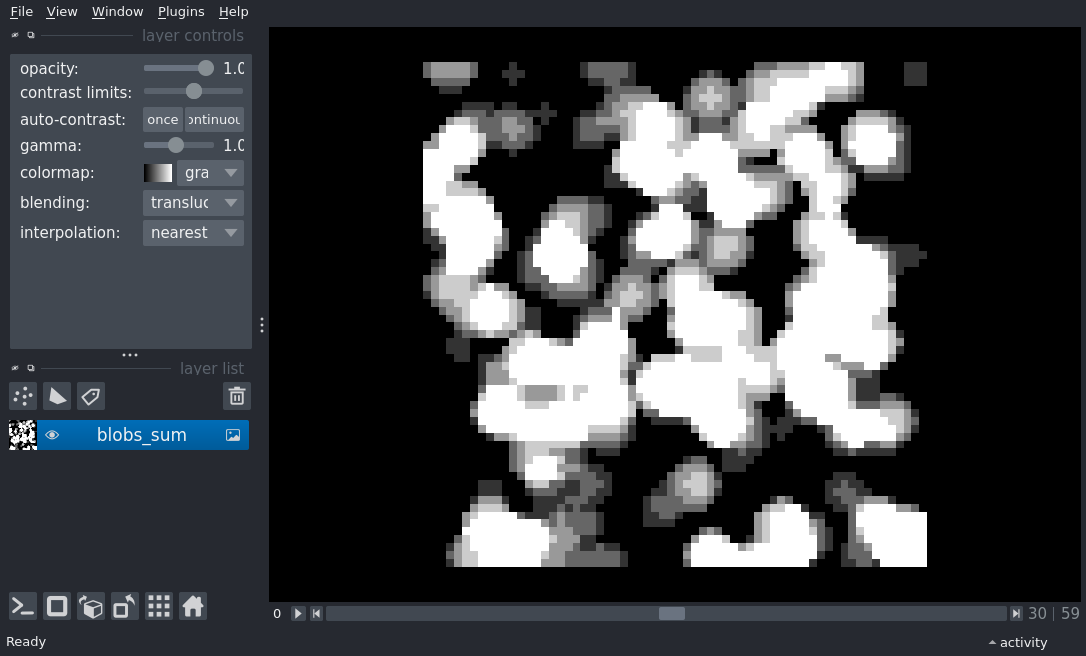 File View Window Plugins Help
layer controls
opacity: 1.0
contrast limits:
auto-contrast: once ontinuou
gamma: 1.0
colormap: gra
blending: transluc
interpolation: nearest
layer list
blobs_sum
0 30 | 59
Ready activity